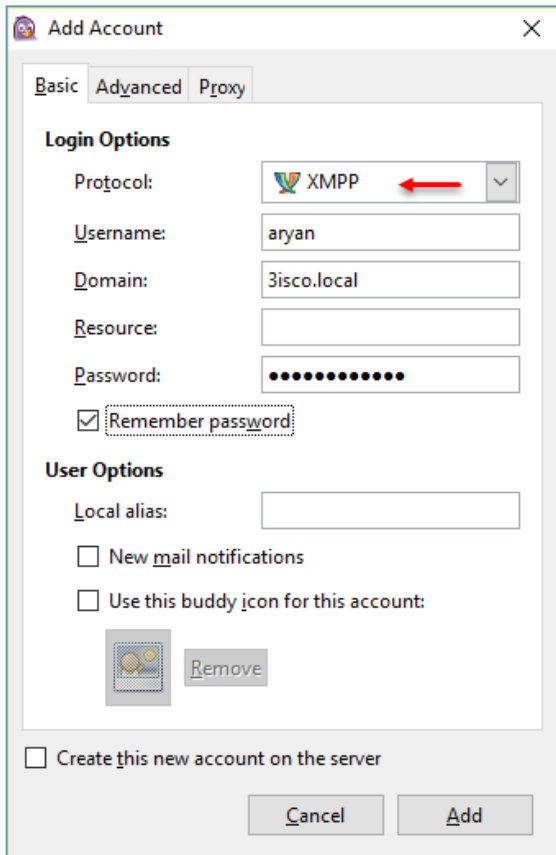 Add Account
Basic Advanced Proxy
Login Options
Protocol: XMPP
Username: aryan
Domain: 3isco.local
Resource:
Password: ●●●●●●●●●●●●
Remember password
User Options
Local alias:
New mail notifications
Use this buddy icon for this account:
Remove
Create this new account on the server
Cancel Add